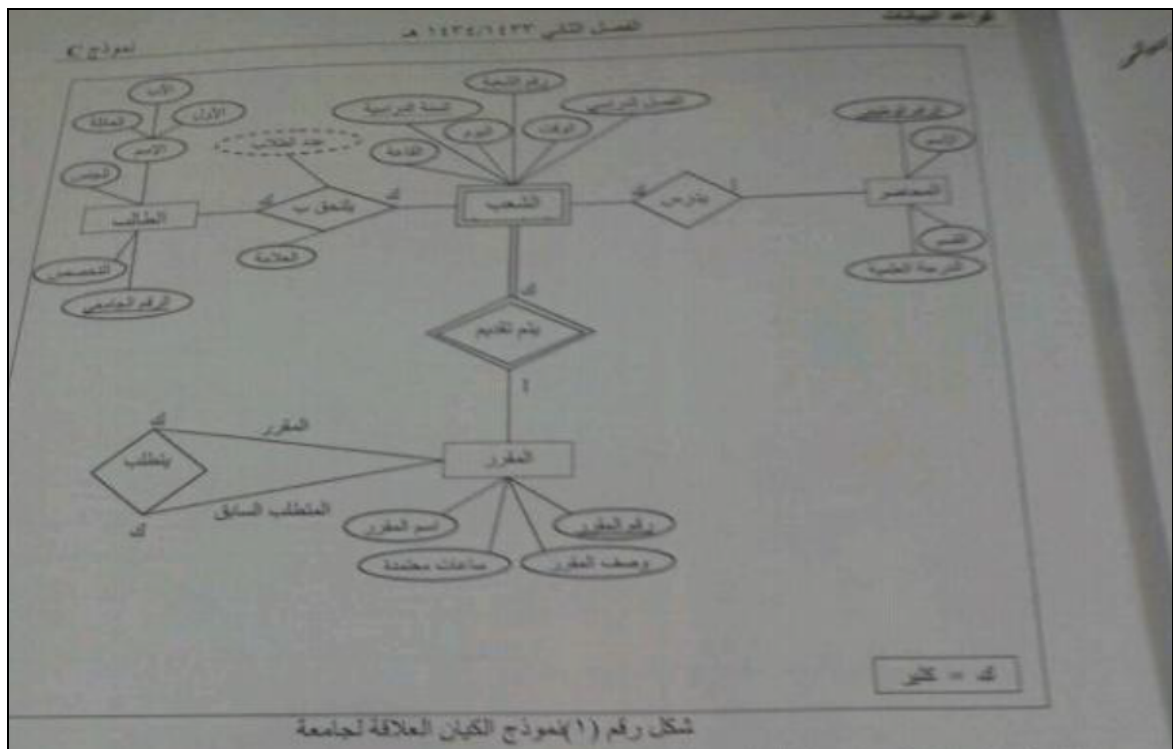 قواعد البيانات
الفصل الثاني ١٤٣٤/١٤٣٣ هـ
نموذج C
رقم الشعبة
السنة الدراسية
الفصل الدراسي
اليوم
الوقت
القاعة
الأب
الأول
العائلة
الاسم
الجنس
عدد الطلاب
الرقم الوظيفي
الاسم
الطالب
ك
يلتحق ب
ك
الشعب
ك
يدرس
١
المحاضر
التخصص
الرقم الجامعي
العلامة
القسم
الدرجة العلمية
ك
يتم تقديم
١
المقرر
ك
يتطلب
ك
المقرر
المتطلب السابق
اسم المقرر
رقم المقرر
ساعات معتمدة
وصف المقرر
ك = كثير
شكل رقم (١) نموذج الكيان العلاقة لجامعة